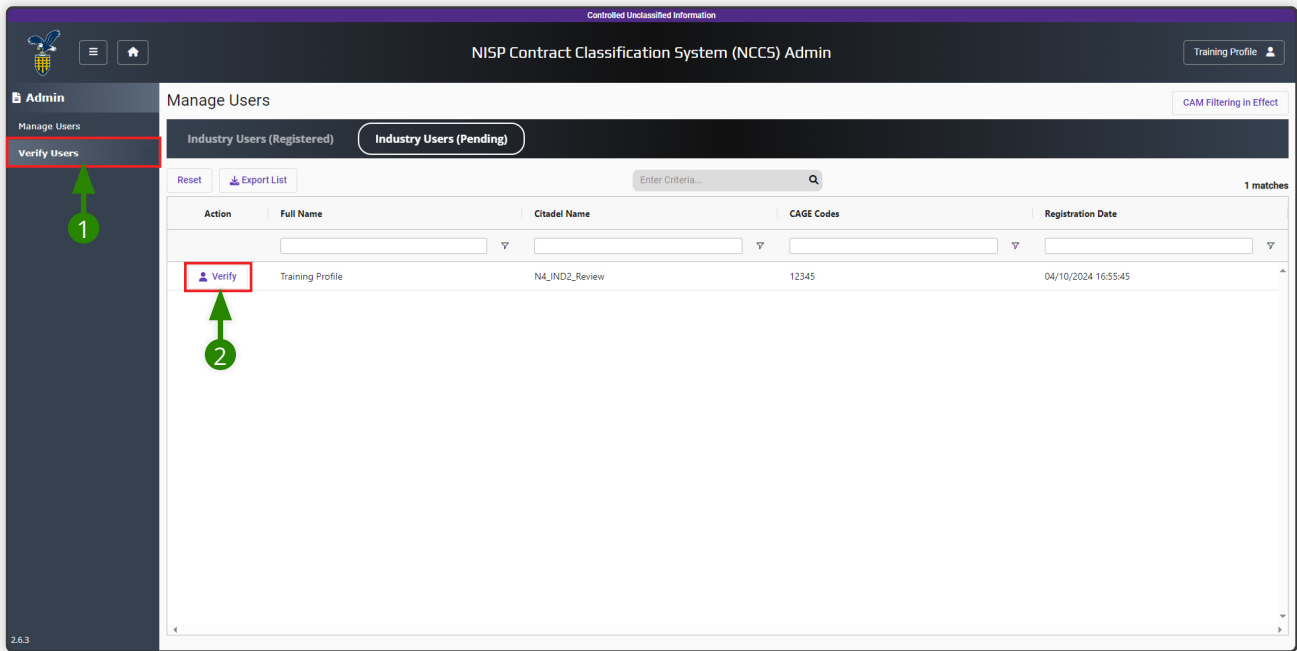 Controlled Unclassified Information
NISP Contract Classification System (NCCS) Admin
Training Profile
Admin
Manage Users
Verify Users
1
Manage Users
CAM Filtering in Effect
Industry Users (Registered)
Industry Users (Pending)
Reset
Export List
Enter Criteria...
1 matches
Action Full Name Citadel Name CAGE Codes Registration Date
Verify Training Profile N4_IND2_Review 12345 04/10/2024 16:55:45
2
2.6.3